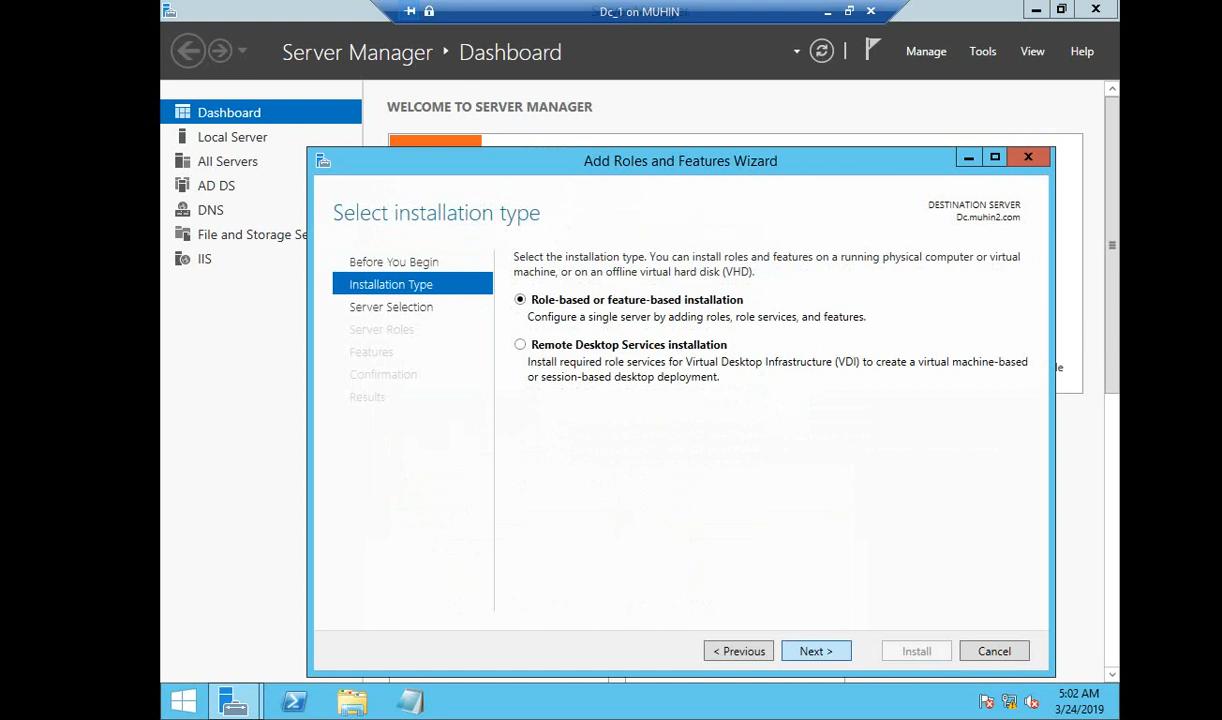 Dc_1 on MUHIN
Server Manager ‣ Dashboard
Manage Tools View Help
Dashboard
Local Server
All Servers
AD DS
DNS
File and Storage Se
IIS
WELCOME TO SERVER MANAGER
Add Roles and Features Wizard
Select installation type
DESTINATION SERVER
Dc.muhin2.com
Before You Begin
Installation Type
Server Selection
Server Roles
Features
Confirmation
Results
Select the installation type. You can install roles and features on a running physical computer or virtual
machine, or on an offline virtual hard disk (VHD).
Role-based or feature-based installation
Configure a single server by adding roles, role services, and features.
Remote Desktop Services installation
Install required role services for Virtual Desktop Infrastructure (VDI) to create a virtual machine-based
or session-based desktop deployment.
< Previous Next > Install Cancel
5:02 AM
3/24/2019